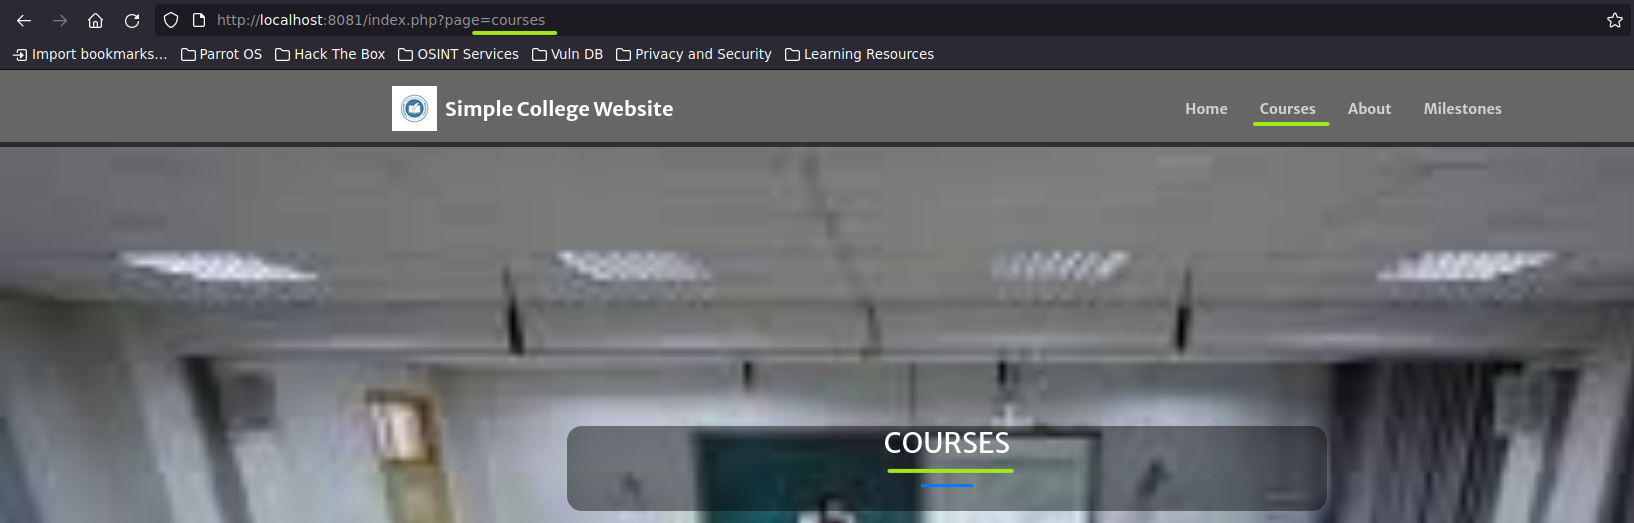 http://localhost:8081/index.php?page=courses
Import bookmarks... Parrot OS Hack The Box OSINT Services Vuln DB Privacy and Security Learning Resources
Simple College Website Home Courses About Milestones
COURSES